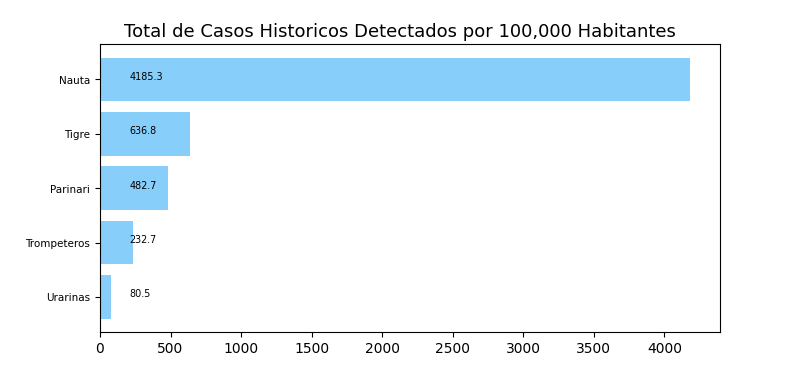 Total de Casos Historicos Detectados por 100,000 Habitantes
Nauta 4185.3
Tigre 636.8
Parinari 482.7
Trompeteros 232.7
Urarinas 80.5
0 500 1000 1500 2000 2500 3000 3500 4000